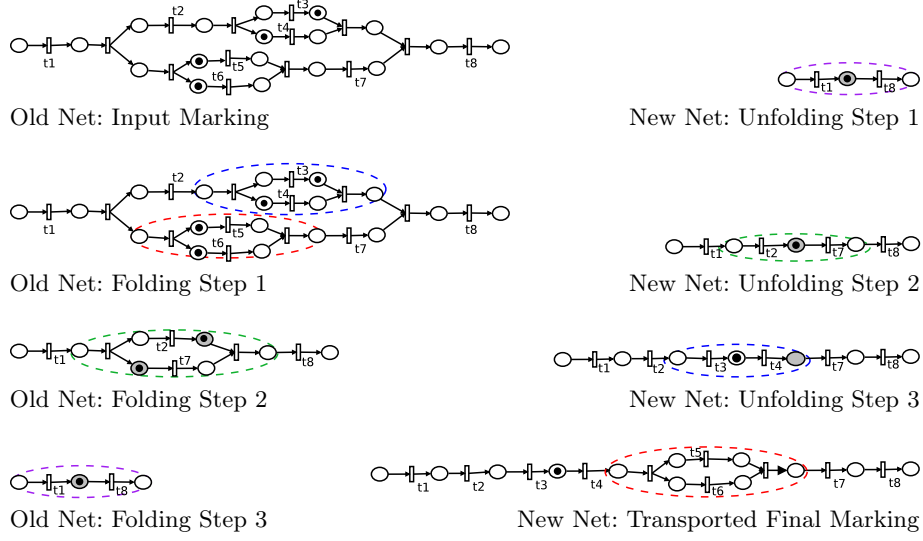 t3
t2
t4
t1
t5
t6
t7
t8
Old Net: Input Marking
t1
t8
New Net: Unfolding Step 1
t3
t2
t4
t1
t5
t6
t7
t8
Old Net: Folding Step 1
t1
t2
t7
t8
New Net: Unfolding Step 2
t1
t2
t7
t8
Old Net: Folding Step 2
t1
t2
t3
t4
t7
t8
New Net: Unfolding Step 3
t1
t8
Old Net: Folding Step 3
t1
t2
t3
t4
t5
t6
t7
t8
New Net: Transported Final Marking